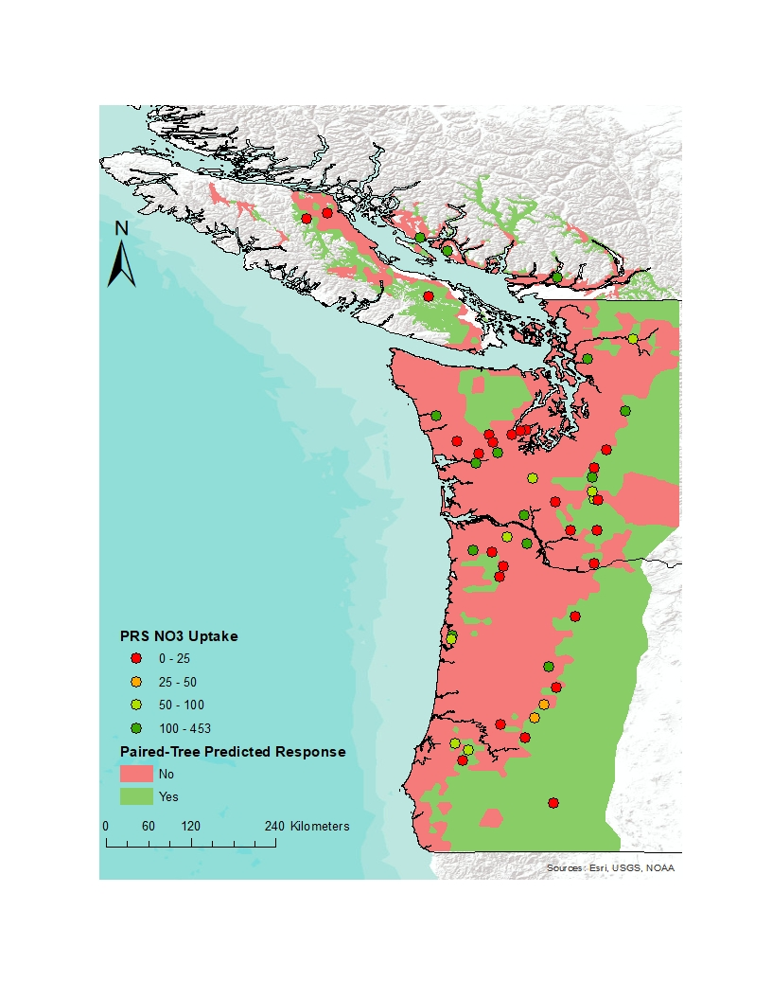 N
PRS NO3 Uptake
0 - 25
25 - 50
50 - 100
100 - 453
Paired-Tree Predicted Response
No
Yes
0 60 120 240 Kilometers
Sources: Esri, USGS, NOAA